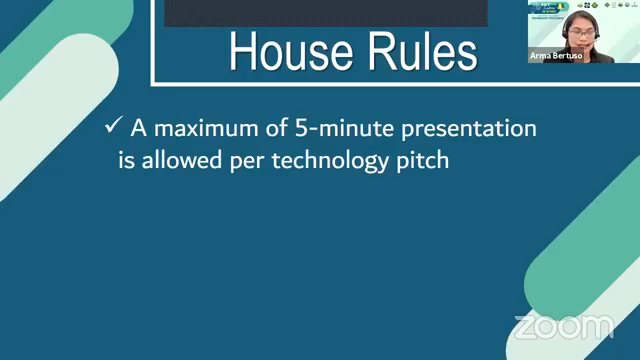 House Rules
Arma Bertuso
✓ A maximum of 5-minute presentation
is allowed per technology pitch
zoom